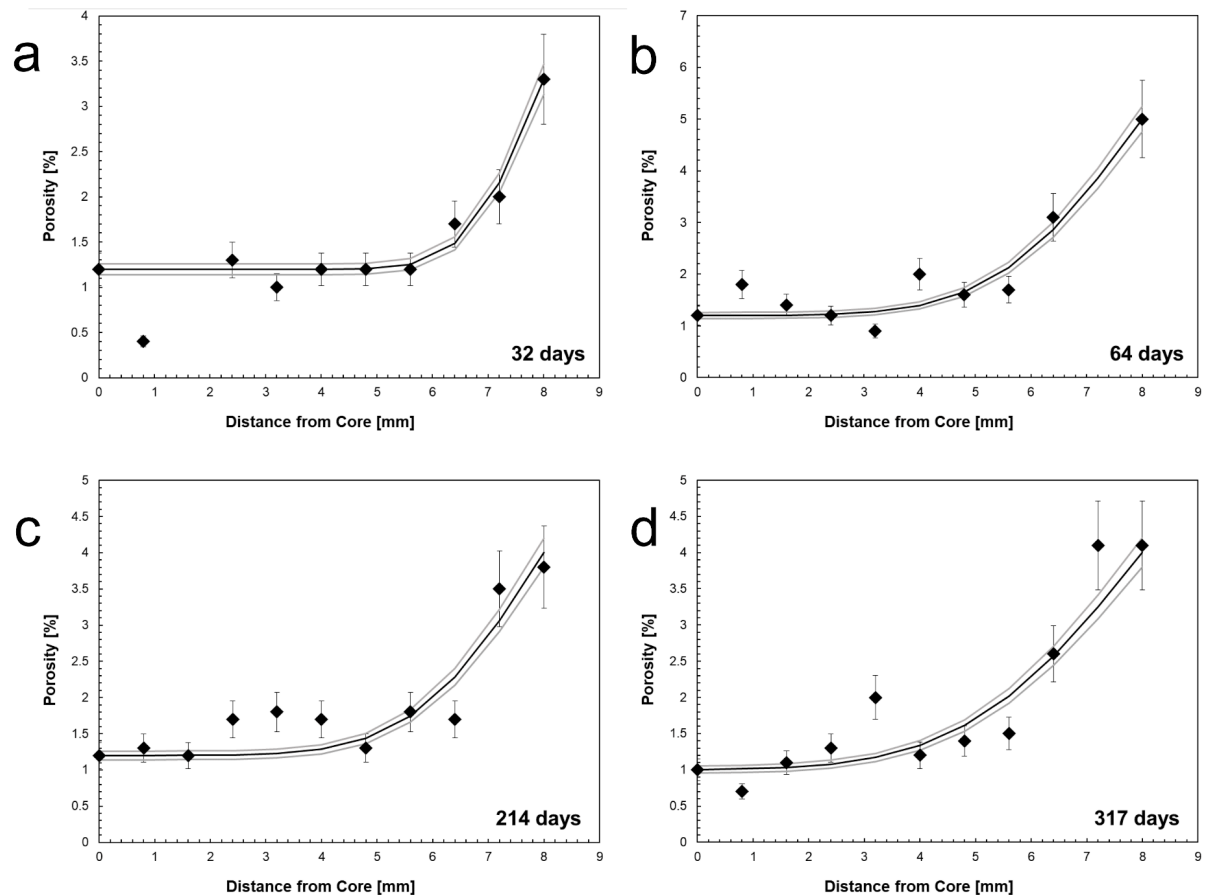 a
4
3.5
3
2.5
2
1.5
1
0.5
0
Porosity [%]
0 1 2 3 4 5 6 7 8 9
Distance from Core [mm]
32 days
b
7
6
5
4
3
2
1
0
Porosity [%]
0 1 2 3 4 5 6 7 8 9
Distance from Core [mm]
64 days
c
5
4.5
4
3.5
3
2.5
2
1.5
1
0.5
0
Porosity [%]
0 1 2 3 4 5 6 7 8 9
Distance from Core [mm]
214 days
d
5
4.5
4
3.5
3
2.5
2
1.5
1
0.5
0
Porosity [%]
0 1 2 3 4 5 6 7 8 9
Distance from Core [mm]
317 days